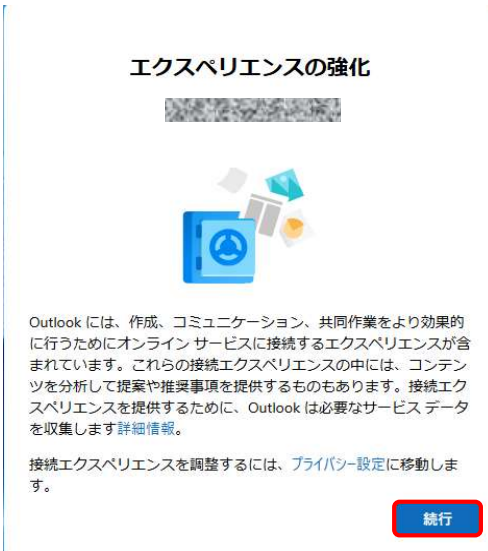 エクスペリエンスの強化
Outlook には、作成、コミュニケーション、共同作業をより効果的
に行うためにオンライン サービスに接続するエクスペリエンスが含
まれています。これらの接続エクスペリエンスの中には、コンテン
ツを分析して提案や推奨事項を提供するものもあります。接続エク
スペリエンスを提供するために、Outlook は必要なサービス データ
を収集します詳細情報。
接続エクスペリエンスを調整するには、プライバシー設定に移動しま
す。
続行